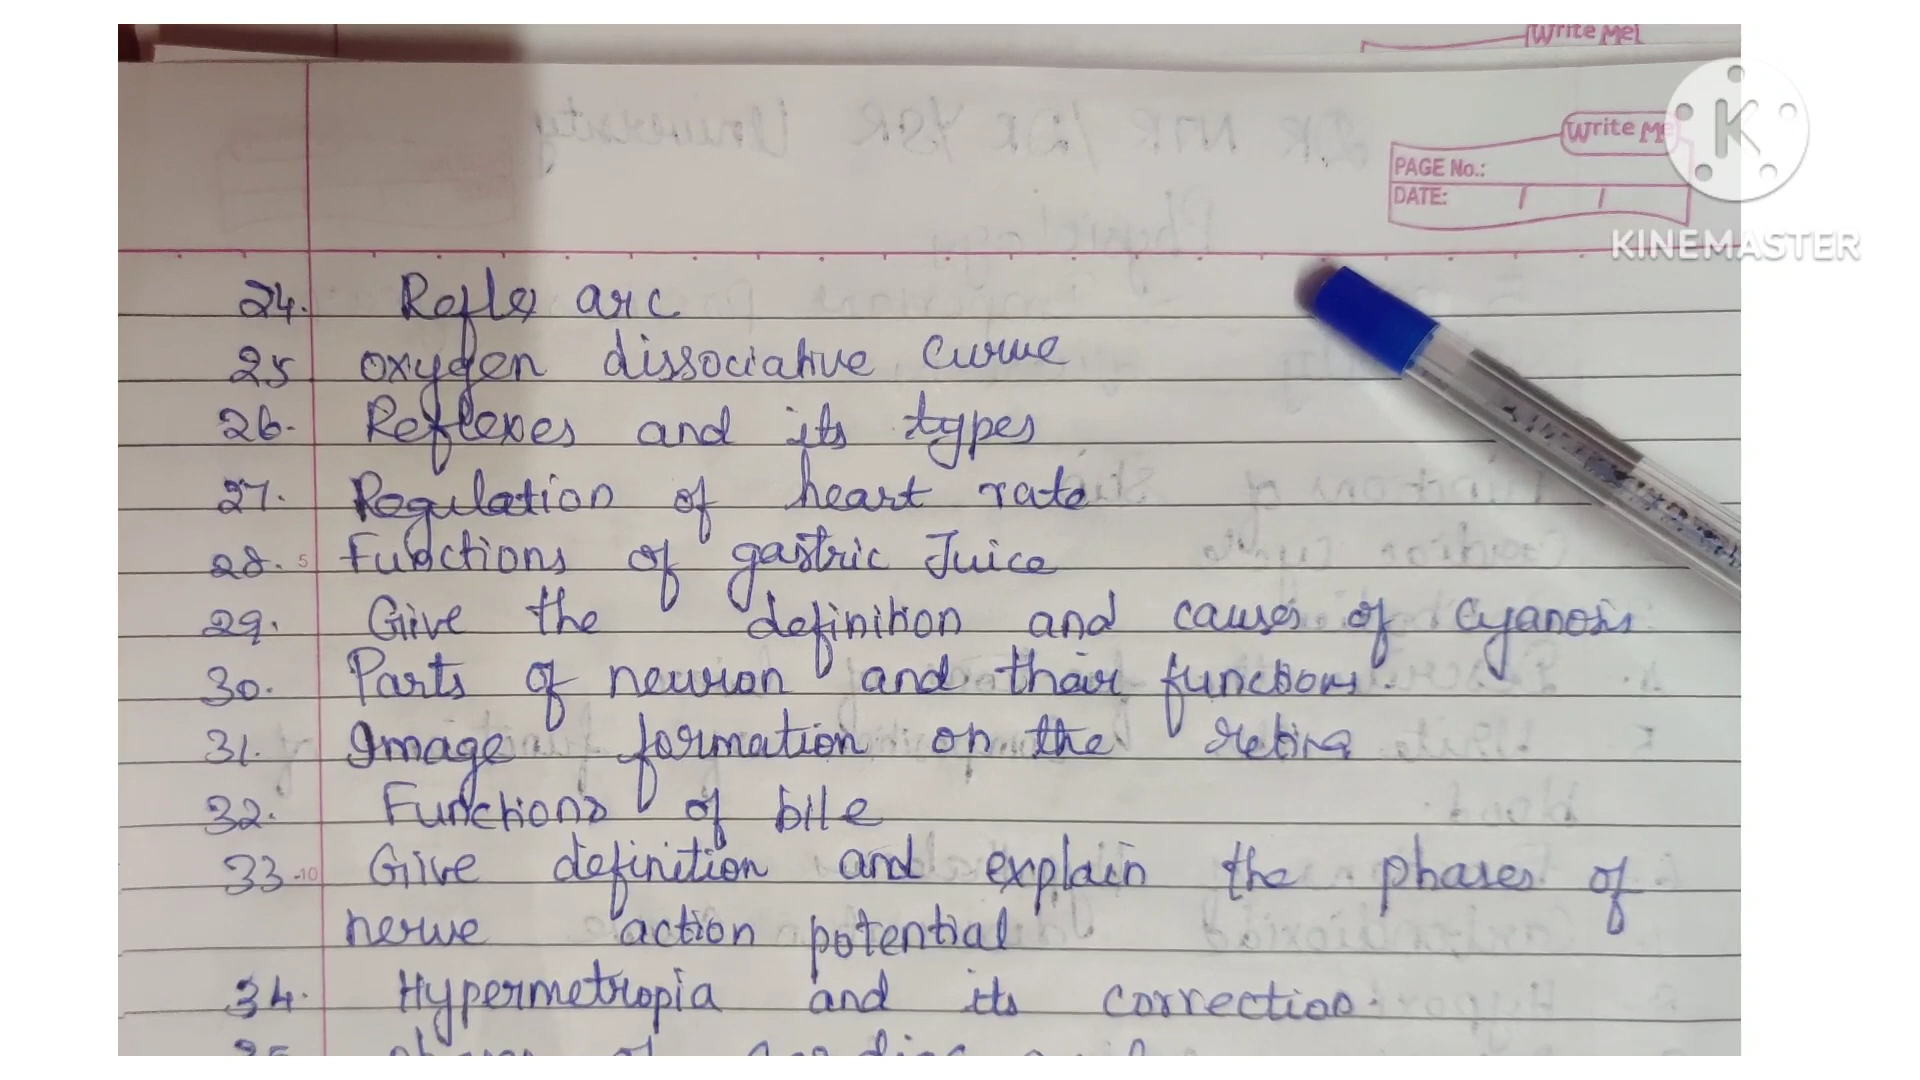 Write Me!
Write Me
PAGE No.:
DATE:
KINEMASTER
24. Reflex arc
25 oxygen dissociative curve
26. Reflexes and its types
27. Regulation of heart rate
28. 5 Functions of gastric Juice
29. Give the definition and causes of cyanosis
30. Parts of neuron and thair functions.
31. Image formation on the retina
32. Functions of bile
33 10 Give definition and explain the phases of
nerve action potential
34. Hypermetropia and its correction.